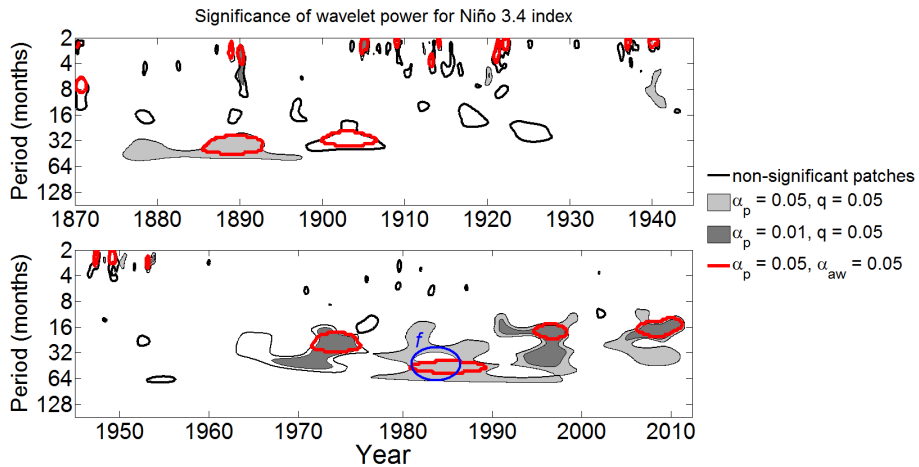 Significance of wavelet power for Niño 3.4 index
Period (months)
2
4
8
16
32
64
128
1870 1880 1890 1900 1910 1920 1930 1940
non-significant patches
αp = 0.05, q = 0.05
αp = 0.01, q = 0.05
αp = 0.05, αaw = 0.05
Period (months)
2
4
8
16
32
64
128
f
1950 1960 1970 1980 1990 2000 2010
Year